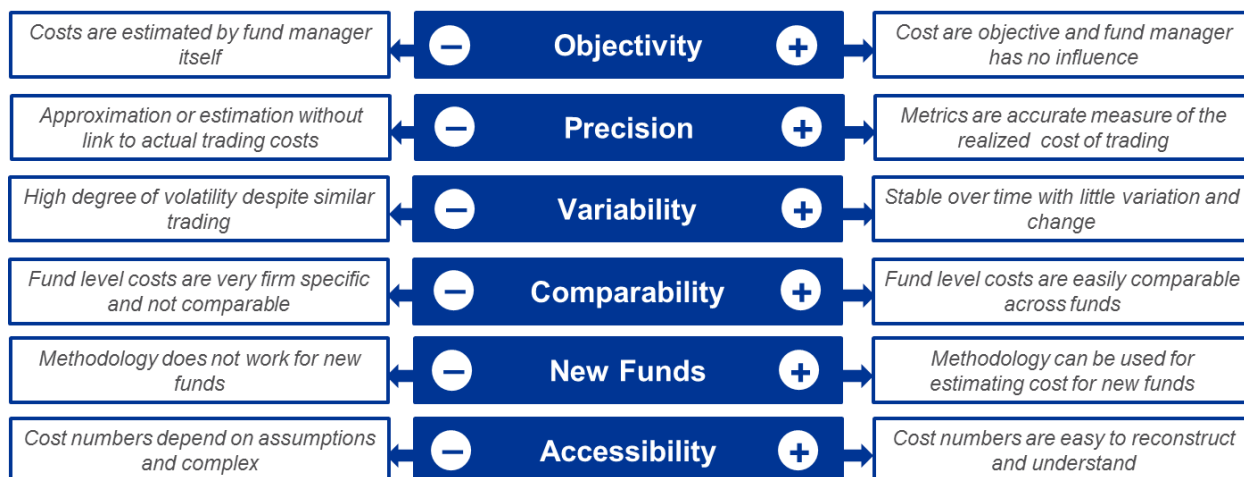 Costs are estimated by fund manager
itself
− Objectivity +
Cost are objective and fund manager
has no influence
Approximation or estimation without
link to actual trading costs
− Precision +
Metrics are accurate measure of the
realized cost of trading
High degree of volatility despite similar
trading
− Variability +
Stable over time with little variation and
change
Fund level costs are very firm specific
and not comparable
− Comparability +
Fund level costs are easily comparable
across funds
Methodology does not work for new
funds
− New Funds +
Methodology can be used for
estimating cost for new funds
Cost numbers depend on assumptions
and complex
− Accessibility +
Cost numbers are easy to reconstruct
and understand